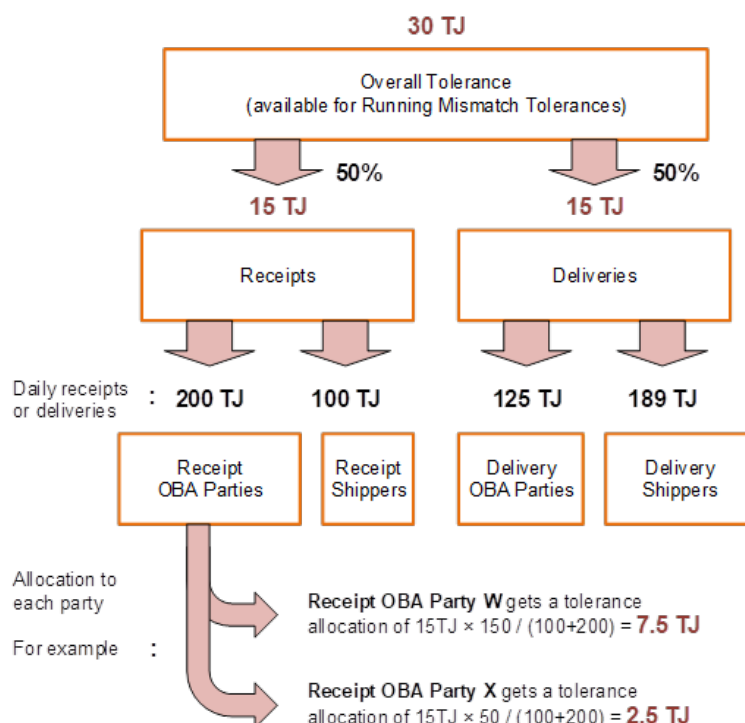 30 TJ
Overall Tolerance
(available for Running Mismatch Tolerances)
50%
50%
15 TJ
15 TJ
Receipts
Deliveries
Daily receipts
or deliveries
:
200 TJ
100 TJ
125 TJ
189 TJ
Receipt
OBA Parties
Receipt
Shippers
Delivery
OBA Parties
Delivery
Shippers
Allocation to
each party
For example :
Receipt OBA Party W gets a tolerance
allocation of 15TJ × 150 / (100+200) = 7.5 TJ
Receipt OBA Party X gets a tolerance
allocation of 15TJ × 50 / (100+200) = 2.5 TJ